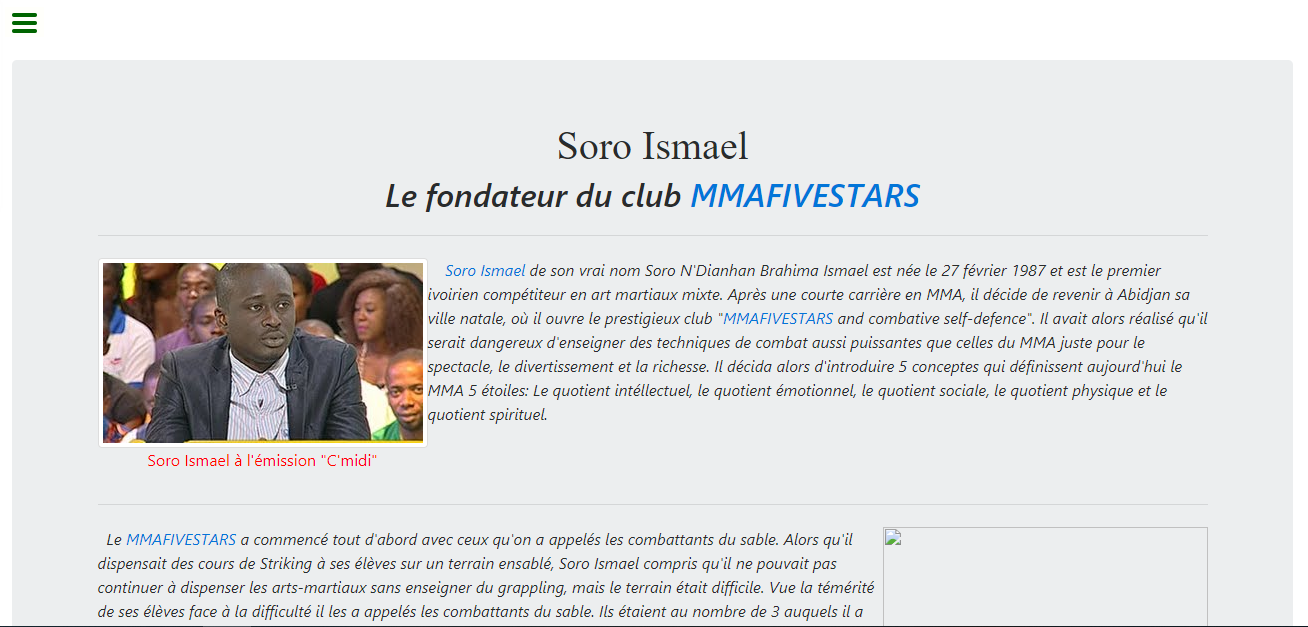 Soro Ismael
Le fondateur du club MMAFIVESTARS
Soro Ismael de son vrai nom Soro N'Dianhan Brahima Ismael est née le 27 février 1987 et est le premier
ivoirien compétiteur en art martiaux mixte. Après une courte carrière en MMA, il décide de revenir à Abidjan sa
ville natale, où il ouvre le prestigieux club "MMAFIVESTARS and combative self-defence". Il avait alors réalisé qu'il
serait dangereux d'enseigner des techniques de combat aussi puissantes que celles du MMA juste pour le
spectacle, le divertissement et la richesse. Il décida alors d'introduire 5 conceptes qui définissent aujourd'hui le
MMA 5 étoiles: Le quotient intéllectuel, le quotient émotionnel, le quotient sociale, le quotient physique et le
quotient spirituel.
Soro Ismael à l'émission "C'midi"
Le MMAFIVESTARS a commencé tout d'abord avec ceux qu'on a appelés les combattants du sable. Alors qu'il
dispensait des cours de Striking à ses élèves sur un terrain ensablé, Soro Ismael compris qu'il ne pouvait pas
continuer à dispenser les arts-martiaux sans enseigner du grappling, mais le terrain était difficile. Vue la témérité
de ses élèves face à la difficulté il les a appelés les combattants du sable. Ils étaient au nombre de 3 auquels il a